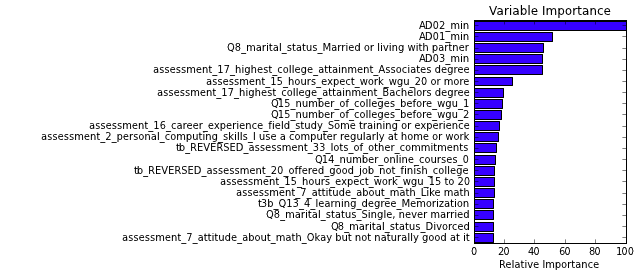 Variable Importance
AD02_min
AD01_min
Q8_marital_status_Married or living with partner
AD03_min
assessment_17_highest_college_attainment_Associates degree
assessment_15_hours_expect_work_wgu_20 or more
assessment_17_highest_college_attainment_Bachelors degree
Q15_number_of_colleges_before_wgu_1
Q15_number_of_colleges_before_wgu_2
assessment_16_career_experience_field_study_Some training or experience
assessment_2_personal_computing_skills_I use a computer regularly at home or work
tb_REVERSED_assessment_33_lots_of_other_commitments
Q14_number_online_courses_0
tb_REVERSED_assessment_20_offered_good_job_not_finish_college
assessment_15_hours_expect_work_wgu_15 to 20
assessment_7_attitude_about_math_Like math
t3b_Q13_4_learning_degree_Memorization
Q8_marital_status_Single, never married
Q8_marital_status_Divorced
assessment_7_attitude_about_math_Okay but not naturally good at it
0 20 40 60 80 100
Relative Importance